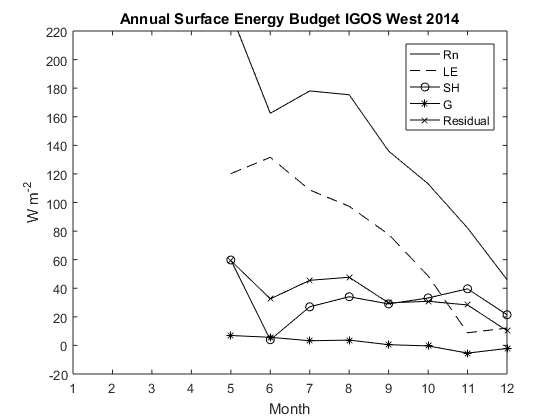 Annual Surface Energy Budget IGOS West 2014
220
200
180
160
140
120
100
80
60
40
20
0
-20
W m-2
Rn
LE
SH
G
Residual
1 2 3 4 5 6 7 8 9 10 11 12
Month